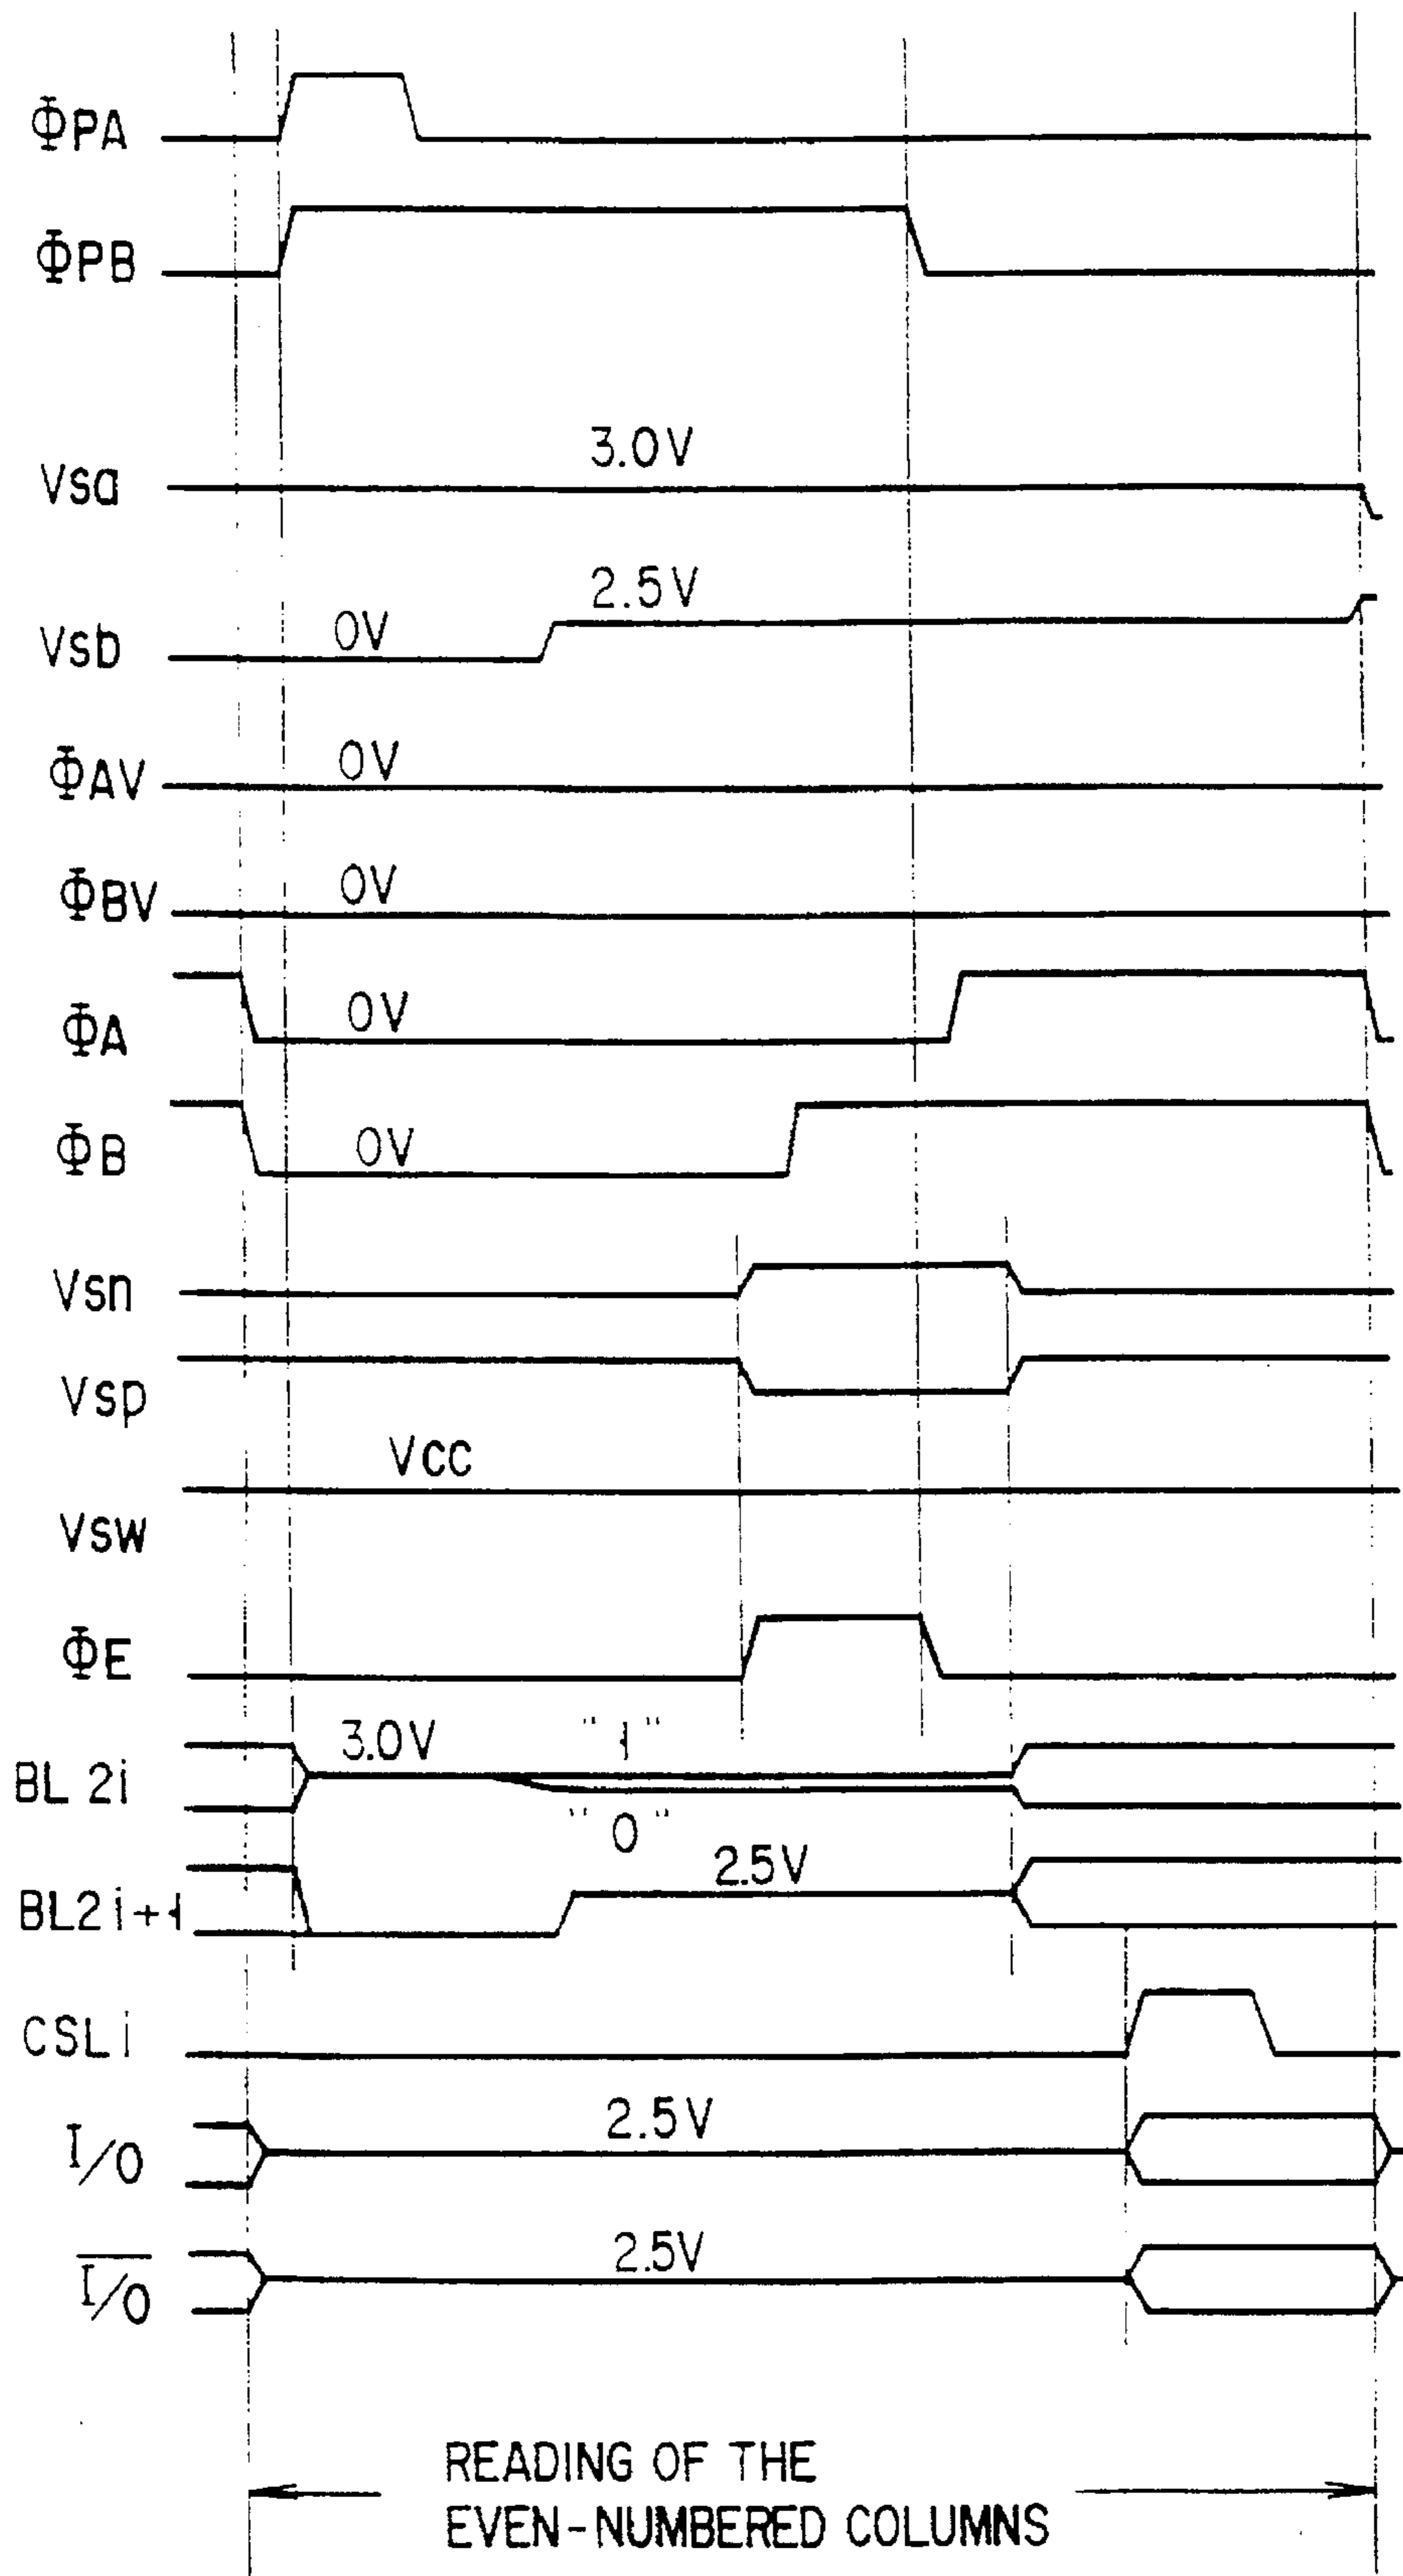 ΦPA
ΦPB
3.0V
Vsa
2.5V
Vsb 0V
ΦAV 0V
ΦBV 0V
ΦA 0V
ΦB 0V
Vsn
Vsp
Vcc
Vsw
ΦE
3.0V "1"
BL 2i
"0"
2.5V
BL2i+1
CSLi
2.5V
I/O
2.5V
I/O
READING OF THE
EVEN-NUMBERED COLUMNS